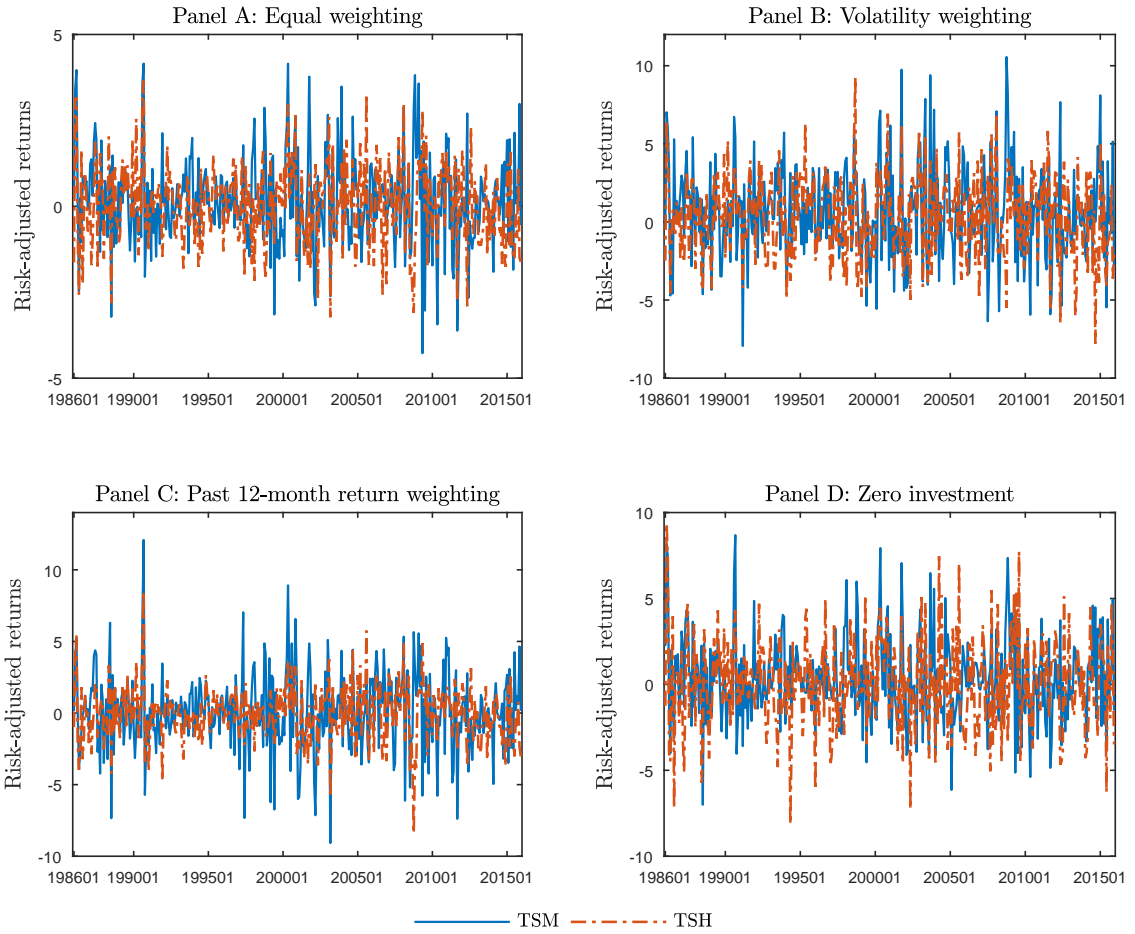 Panel A: Equal weighting
Risk-adjusted returns
5
0
-5
198601 199001 199501 200001 200501 201001 201501
Panel B: Volatility weighting
Risk-adjusted returns
10
5
0
-5
-10
198601 199001 199501 200001 200501 201001 201501
Panel C: Past 12-month return weighting
Risk-adjusted returns
10
5
0
-5
-10
198601 199001 199501 200001 200501 201001 201501
Panel D: Zero investment
Risk-adjusted returns
10
5
0
-5
-10
198601 199001 199501 200001 200501 201001 201501
TSM TSH